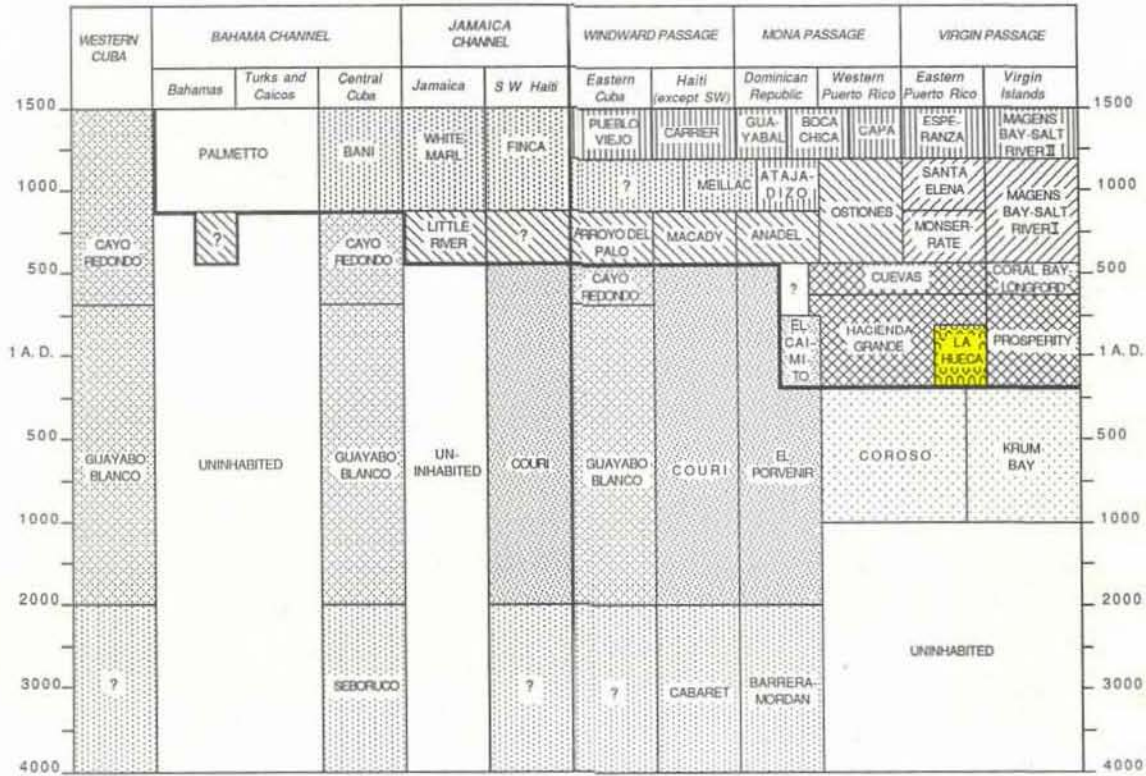 WESTERN CUBA
BAHAMA CHANNEL
JAMAICA CHANNEL
WINDWARD PASSAGE
MONA PASSAGE
VIRGIN PASSAGE
Bahamas
Turks and Caicos
Central Cuba
Jamaica
S W Haiti
Eastern Cuba
Haiti (except SW)
Dominican Republic
Western Puerto Rico
Eastern Puerto Rico
Virgin Islands
1500
1500
PALMETTO
BANI
WHITE MARL
FINCA
PUEBLO VIEJO
CARRIER
GUA-
YABAL
BOCA CHICA
CAPA
ESPE-
RANZA
MAGENS
BAY-SALT
RIVER II
1000
1000
?
MEILLAC
ATAJA-
DIZO
OSTIONES
SANTA ELENA
MAGENS
BAY-SALT
RIVER I
CAYO REDONDO
?
CAYO REDONDO
LITTLE RIVER
?
ARROYO DEL PALO
MACADY
ANADEL
MONSER-
RATE
500
500
CAYO REDONDO
?
CUEVAS
CORAL BAY-
LONGFORD
1 A. D.
1 A. D.
EL
CAI-
MI-
TO
HACIENDA GRANDE
LA HUECA
PROSPERITY
500
500
GUAYABO BLANCO
UNINHABITED
GUAYABO BLANCO
UN-
INHABITED
COURI
GUAYABO BLANCO
COURI
EL PORVENIR
COROSO
KRUM BAY
1000
1000
2000
2000
UNINHABITED
3000
3000
?
SEBORUCO
?
?
CABARET
BARRERA-
MORDAN
4000
4000